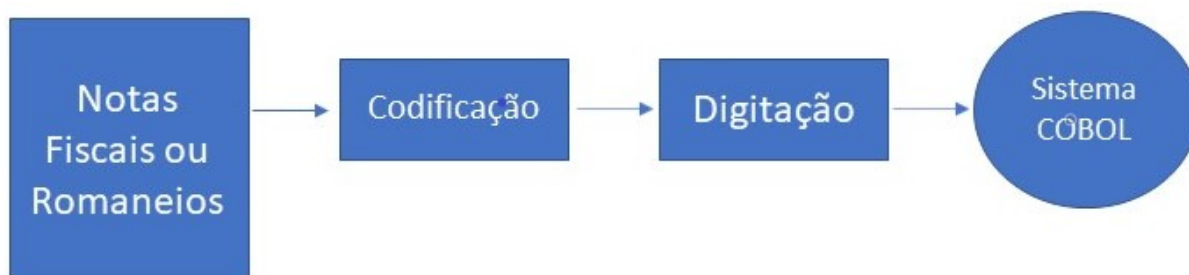 Notas
Fiscais ou
Romaneios
Codificação
Digitação
Sistema
COBOL